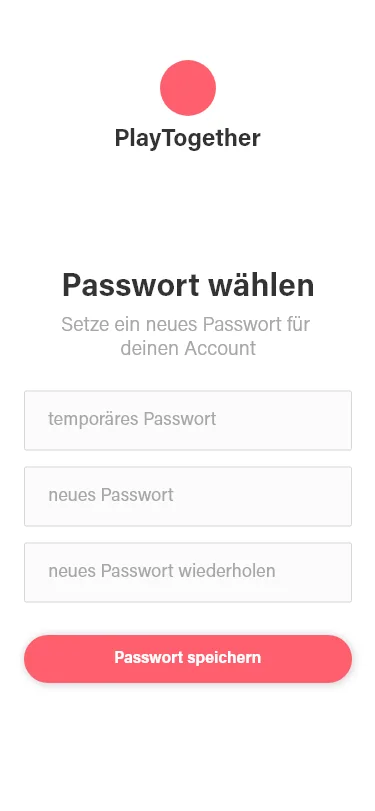 PlayTogether
Passwort wählen
Setze ein neues Passwort für
deinen Account
temporäres Passwort
neues Passwort
neues Passwort wiederholen
Passwort speichern